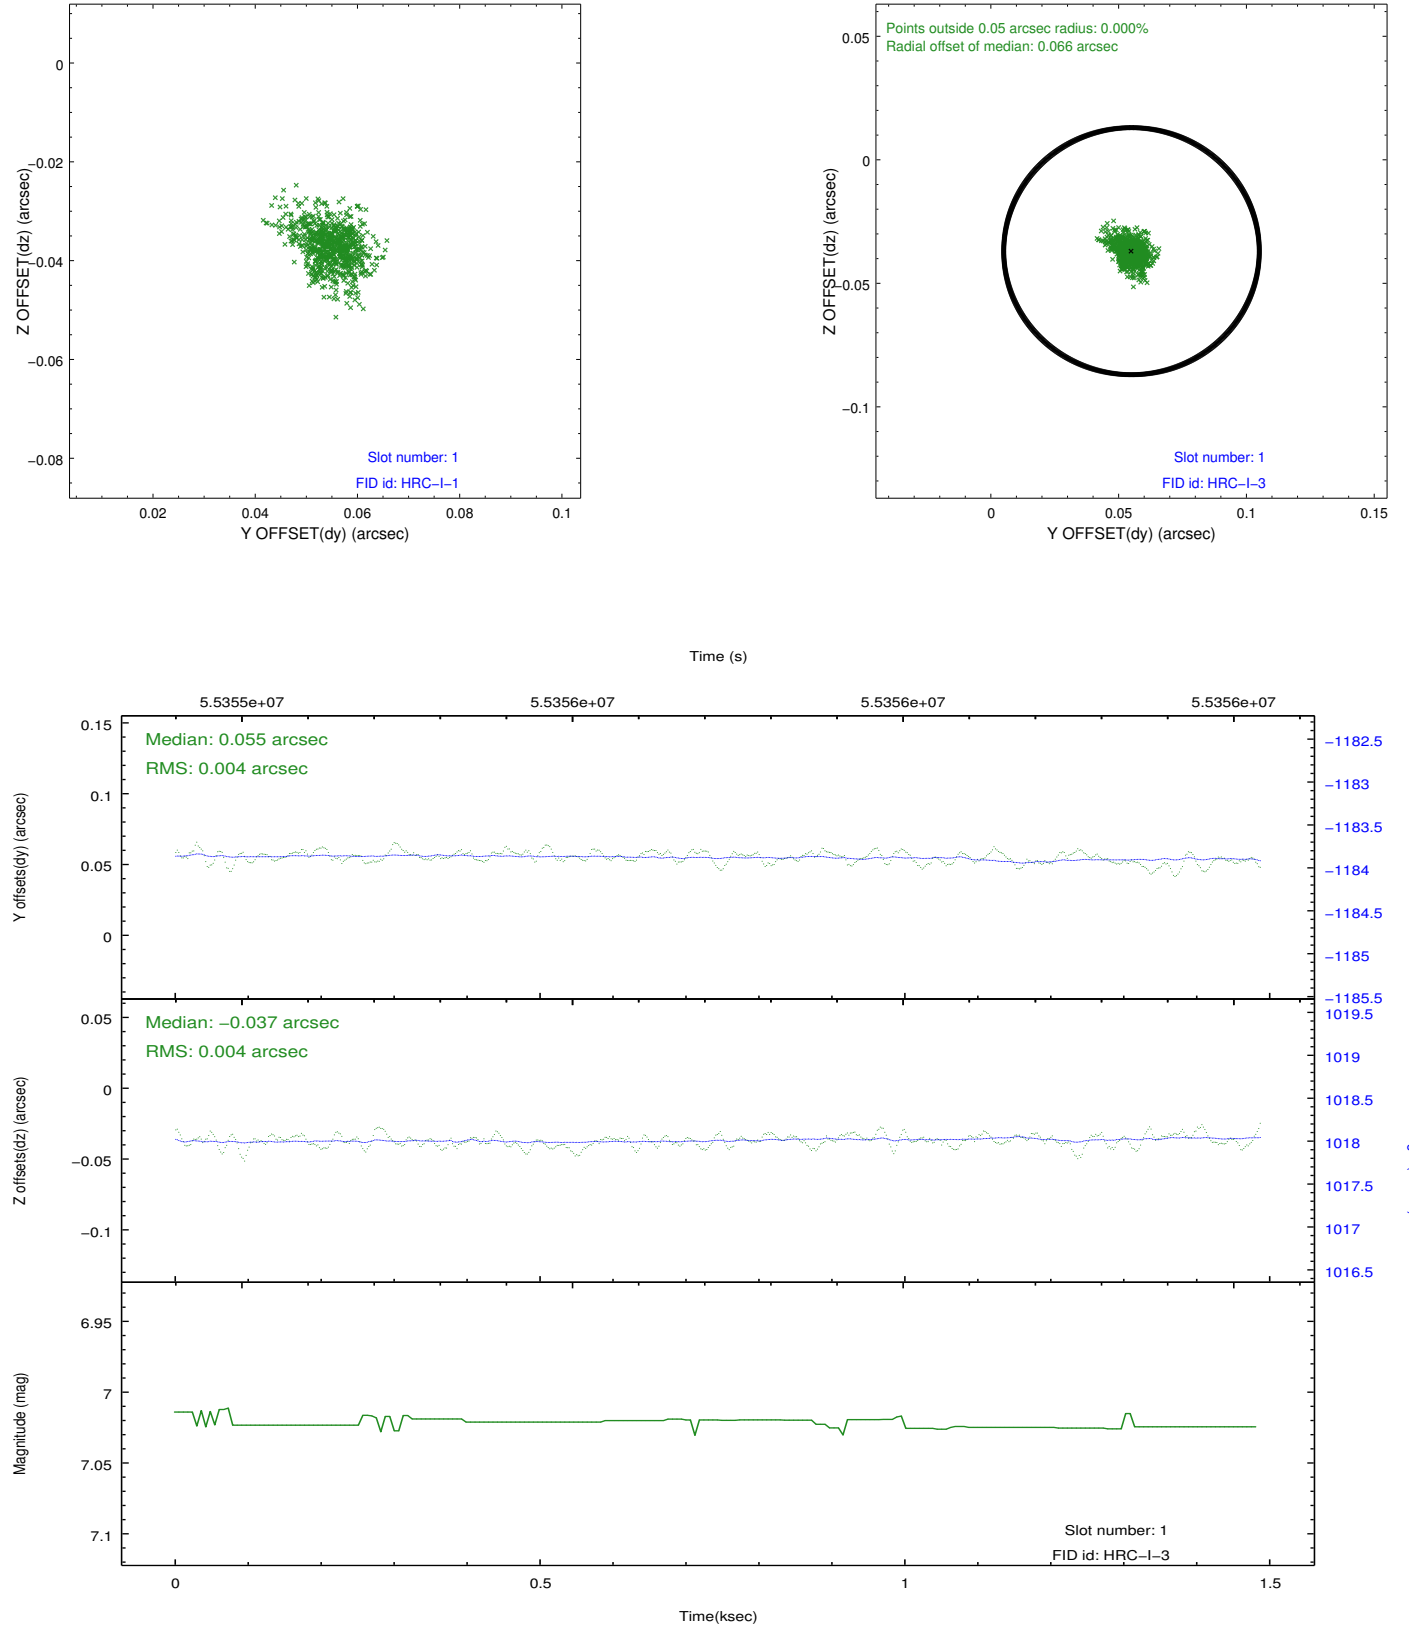 0
−0.02
−0.04
−0.06
−0.08
Z OFFSET(dz) (arcsec)
Slot number: 1
FID id: HRC−I−1
0.02 0.04 0.06 0.08 0.1
Y OFFSET(dy) (arcsec)
Points outside 0.05 arcsec radius: 0.000%
Radial offset of median: 0.066 arcsec
0.05
0
−0.05
−0.1
Z OFFSET(dz) (arcsec)
Slot number: 1
FID id: HRC−I−3
0 0.05 0.1 0.15
Y OFFSET(dy) (arcsec)
Time (s)
5.5355e+07 5.5356e+07 5.5356e+07 5.5356e+07
Median: 0.055 arcsec
RMS: 0.004 arcsec
0.15
0.1
0.05
0
Y offsets(dy) (arcsec)
−1182.5
−1183
−1183.5
−1184
−1184.5
−1185
−1185.5
Median: −0.037 arcsec
RMS: 0.004 arcsec
0.05
0
−0.05
−0.1
Z offsets(dz) (arcsec)
1019.5
1019
1018.5
1018
1017.5
1017
1016.5
6.95
7
7.05
7.1
Magnitude (mag)
Slot number: 1
FID id: HRC−I−3
0 0.5 1 1.5
Time(ksec)